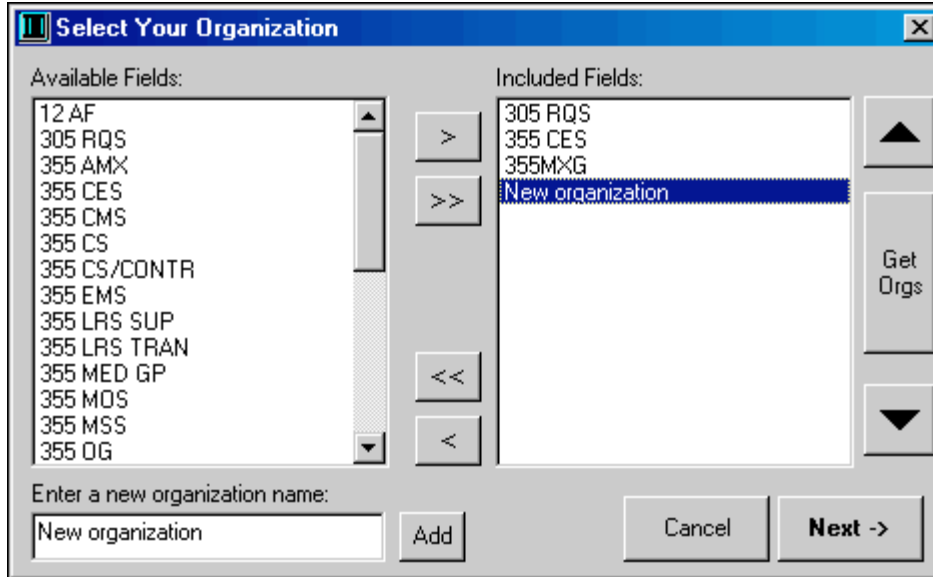 Select Your Organization
Available Fields:
12 AF
305 RQS
355 AMX
355 CES
355 CMS
355 CS
355 CS/CONTR
355 EMS
355 LRS SUP
355 LRS TRAN
355 MED GP
355 MOS
355 MSS
355 OG
>
>>
<<
<
Included Fields:
305 RQS
355 CES
355MXG
New organization
Get
Orgs
Enter a new organization name:
New organization
Add
Cancel
Next ->